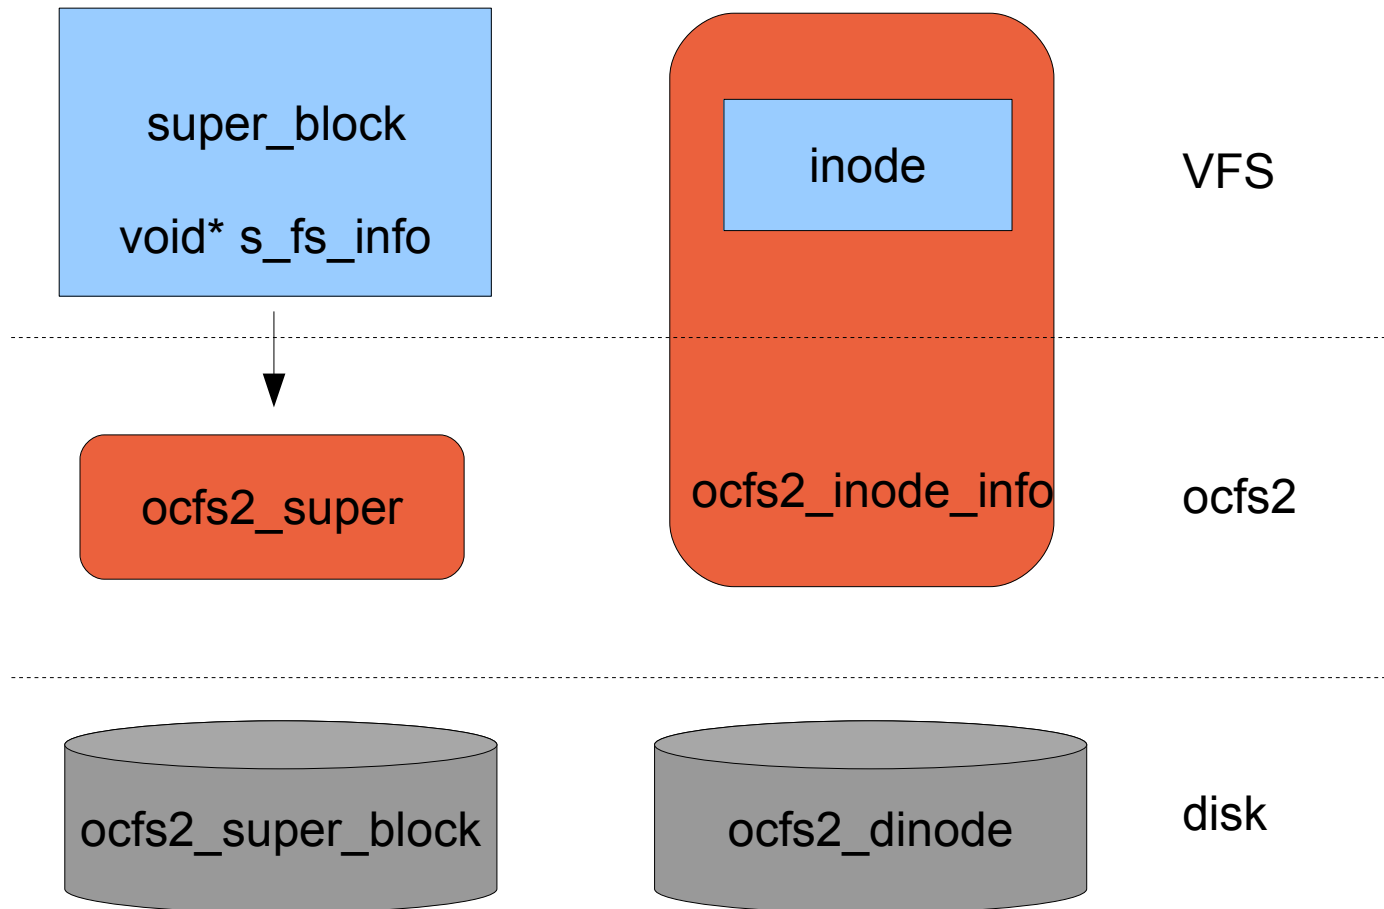 super_block
void* s_fs_info
inode
VFS
ocfs2_super
ocfs2_inode_info
ocfs2
ocfs2_super_block
ocfs2_dinode
disk